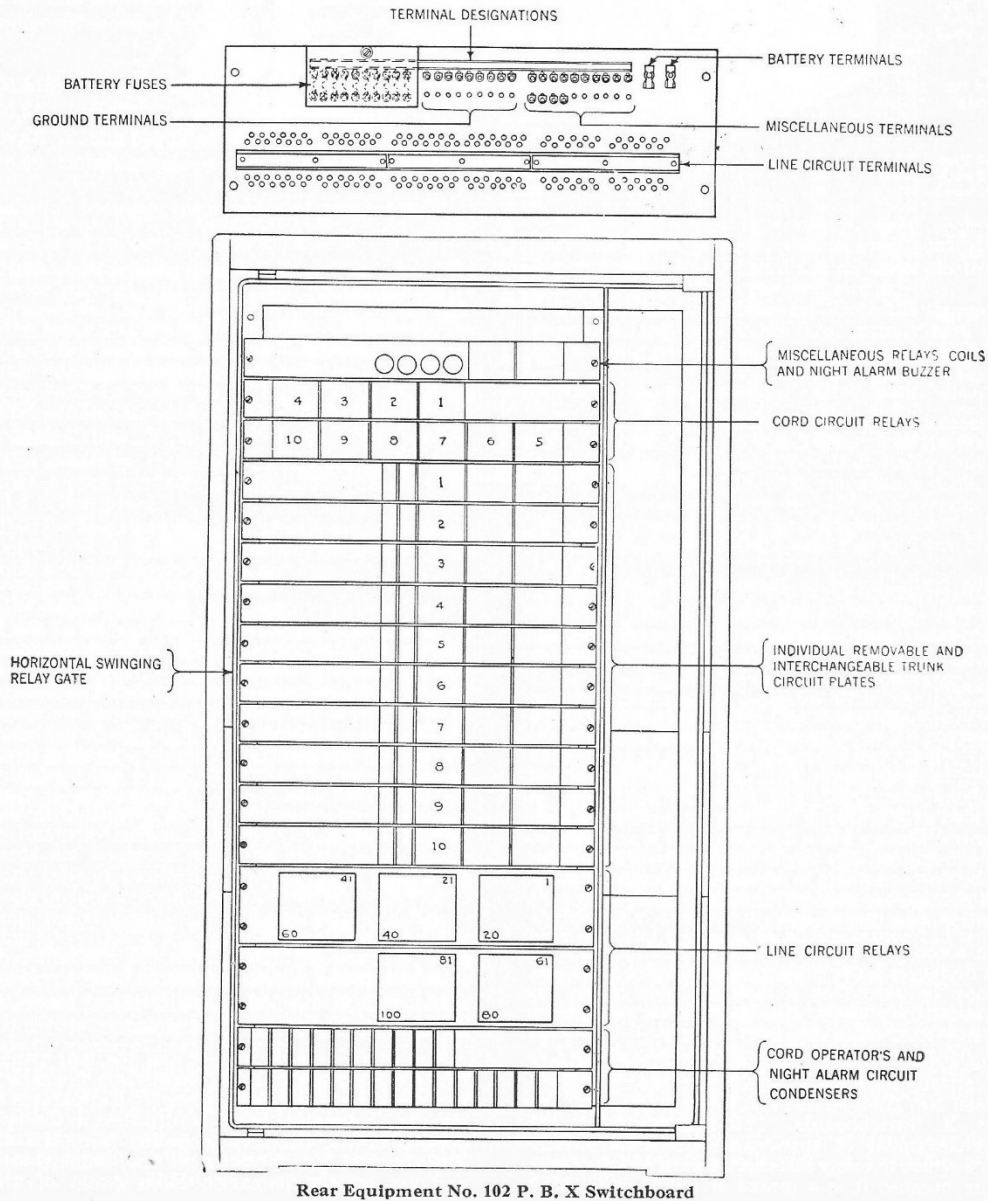 TERMINAL DESIGNATIONS
BATTERY TERMINALS
BATTERY FUSES
GROUND TERMINALS
MISCELLANEOUS TERMINALS
LINE CIRCUIT TERMINALS
MISCELLANEOUS RELAYS COILS
AND NIGHT ALARM BUZZER
4 3 2 1
CORD CIRCUIT RELAYS
10 9 8 7 6 5
1
2
3
4
5
HORIZONTAL SWINGING
RELAY GATE
INDIVIDUAL REMOVABLE AND
INTERCHANGEABLE TRUNK
CIRCUIT PLATES
6
7
8
9
10
41 21 1
60 40 20
LINE CIRCUIT RELAYS
81 61
100 80
CORD OPERATOR'S AND
NIGHT ALARM CIRCUIT
CONDENSERS
Rear Equipment No. 102 P. B. X Switchboard